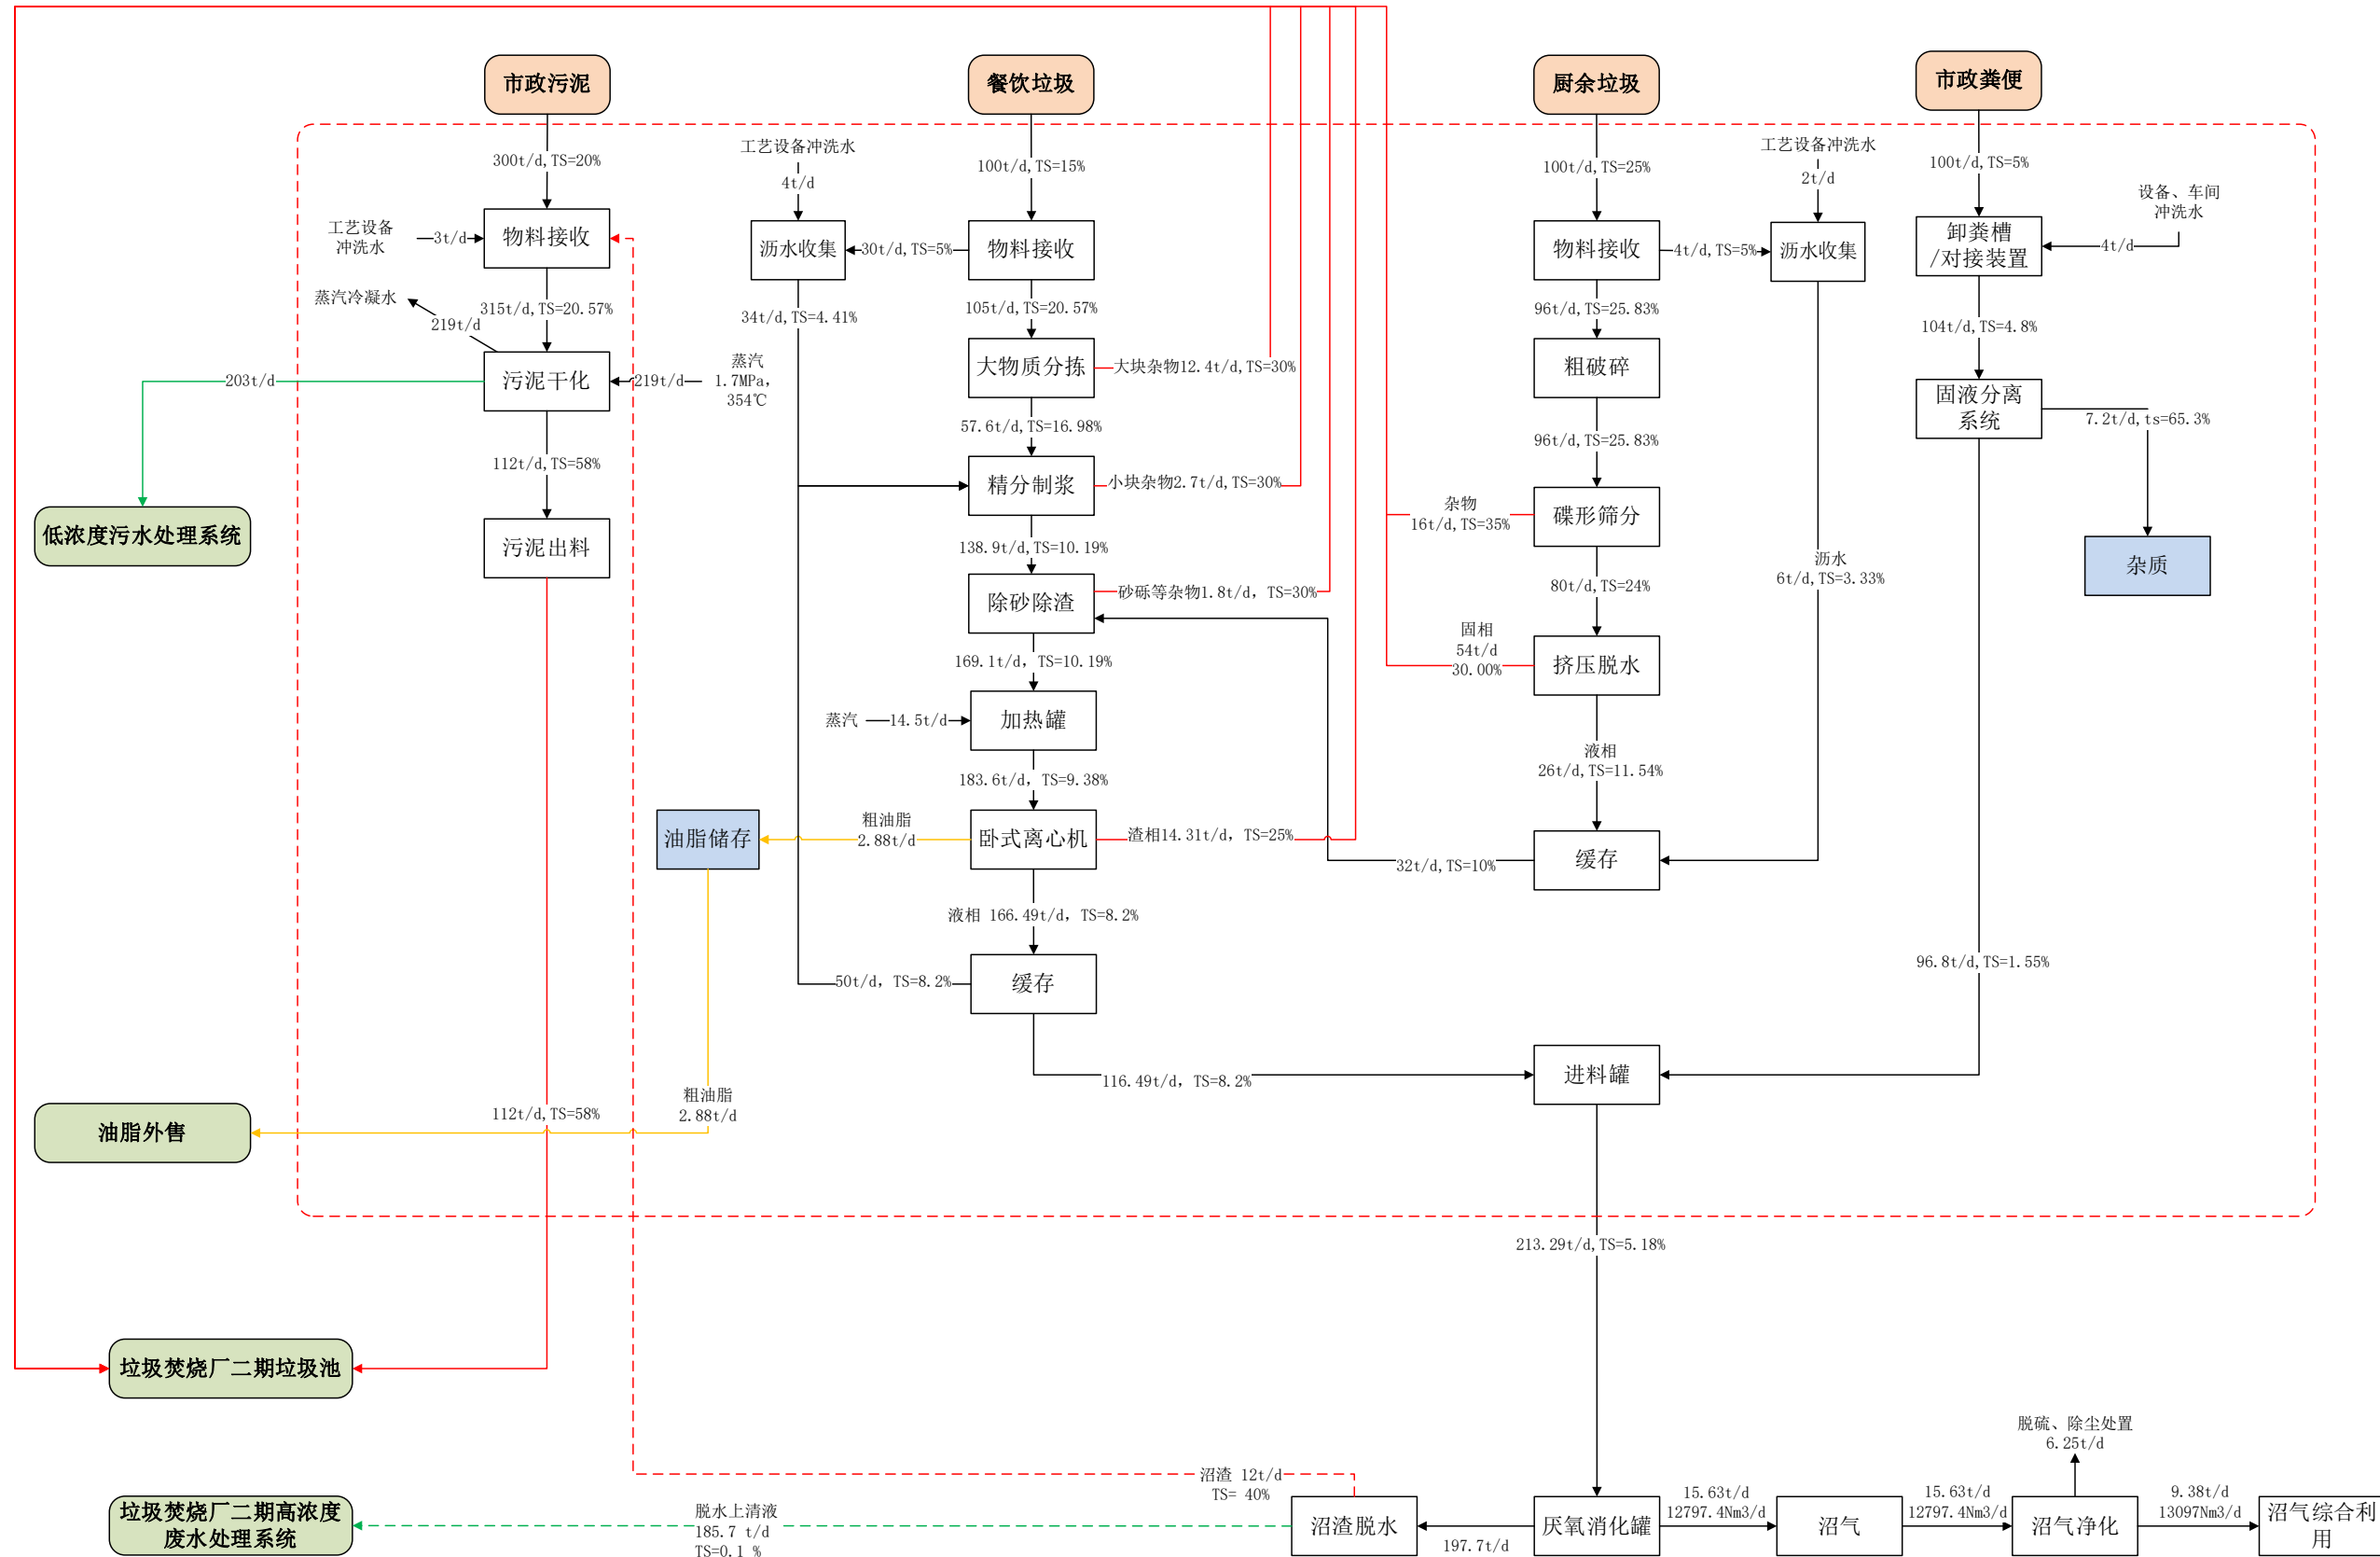 市政污泥
餐饮垃圾
厨余垃圾
市政粪便
300t/d,TS=20%
工艺设备冲洗水
4t/d
100t/d,TS=15%
100t/d,TS=25%
工艺设备冲洗水
2t/d
100t/d,TS=5%
设备、车间
冲洗水
工艺设备
冲洗水
3t/d
物料接收
沥水收集
30t/d,TS=5%
物料接收
物料接收
4t/d,TS=5%
沥水收集
卸粪槽
/对接装置
4t/d
蒸汽冷凝水
219t/d
315t/d,TS=20.57%
34t/d,TS=4.41%
105t/d,TS=20.57%
96t/d,TS=25.83%
104t/d,TS=4.8%
203t/d
污泥干化
219t/d
蒸汽
1.7MPa,
354℃
大物质分拣
大块杂物12.4t/d,TS=30%
粗破碎
固液分离
系统
7.2t/d,ts=65.3%
57.6t/d,TS=16.98%
96t/d,TS=25.83%
112t/d,TS=58%
精分制浆
小块杂物2.7t/d,TS=30%
杂物
16t/d,TS=35%
碟形筛分
低浓度污水处理系统
污泥出料
138.9t/d,TS=10.19%
沥水
6t/d,TS=3.33%
杂质
除砂除渣
砂砾等杂物1.8t/d，TS=30%
80t/d,TS=24%
固相
54t/d
30.00%
挤压脱水
169.1t/d，TS=10.19%
蒸汽
14.5t/d
加热罐
液相
26t/d,TS=11.54%
183.6t/d，TS=9.38%
油脂储存
粗油脂
2.88t/d
卧式离心机
渣相14.31t/d，TS=25%
32t/d,TS=10%
缓存
液相 166.49t/d，TS=8.2%
50t/d，TS=8.2%
缓存
96.8t/d,TS=1.55%
116.49t/d，TS=8.2%
进料罐
粗油脂
2.88t/d
112t/d,TS=58%
油脂外售
213.29t/d,TS=5.18%
垃圾焚烧厂二期垃圾池
脱硫、除尘处置
6.25t/d
沼渣 12t/d
TS= 40%
垃圾焚烧厂二期高浓度
废水处理系统
脱水上清液
185.7 t/d
TS=0.1 %
沼渣脱水
197.7t/d
厌氧消化罐
15.63t/d
12797.4Nm3/d
沼气
15.63t/d
12797.4Nm3/d
沼气净化
9.38t/d
13097Nm3/d
沼气综合利
用